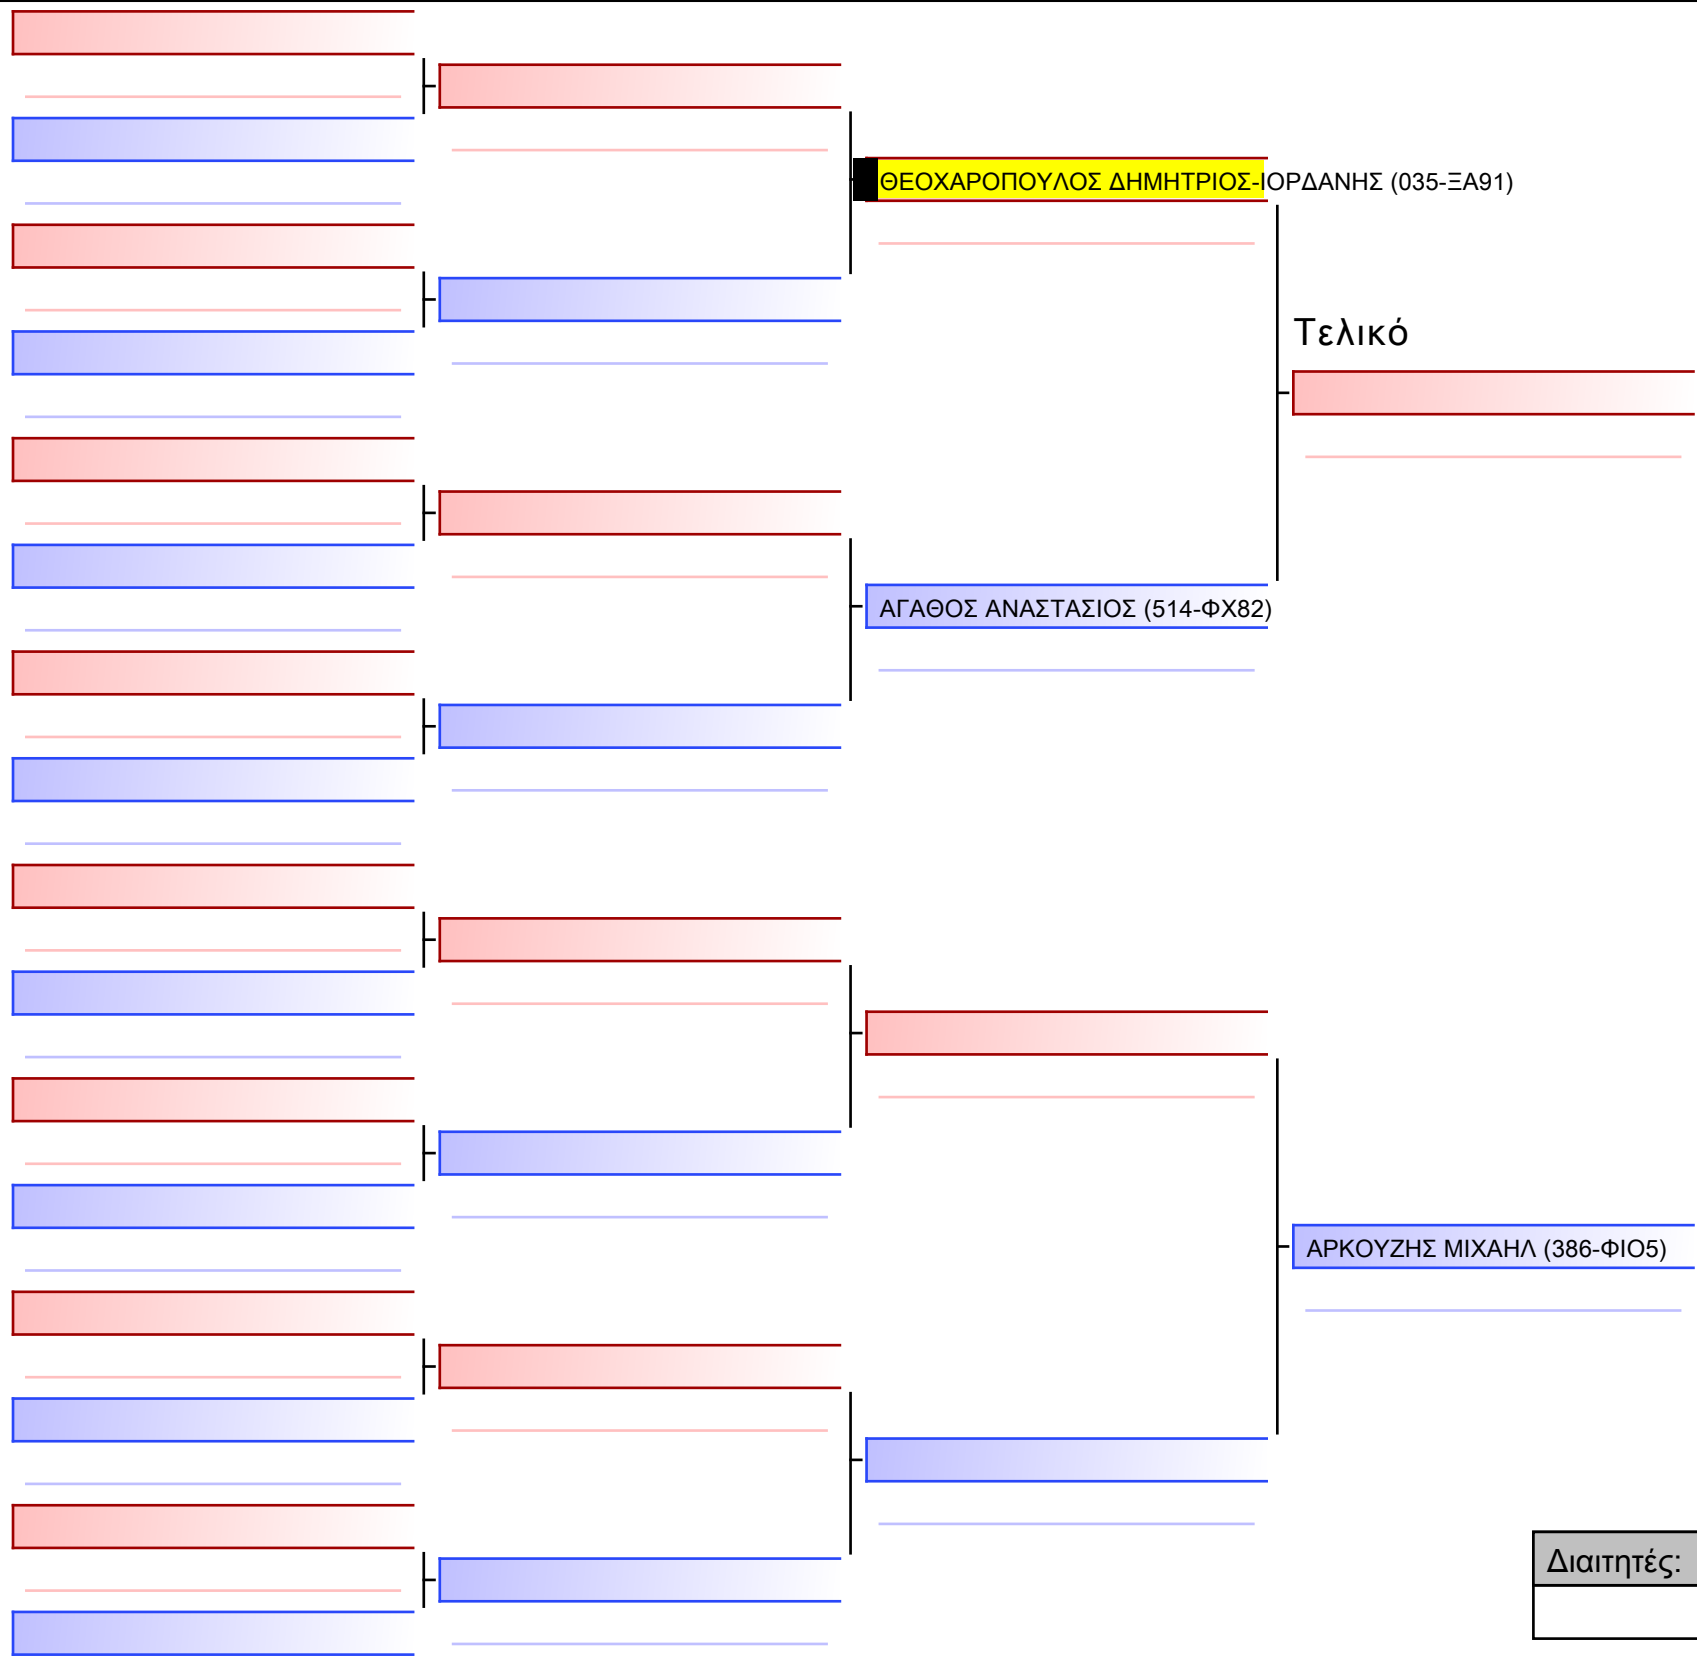 ΘΕΟΧΑΡΟΠΟΥΛΟΣ ΔΗΜΗΤΡΙΟΣ-ΙΟΡΔΑΝΗΣ (035-ΞΑ91)
Τελικό
ΑΓΑΘΟΣ ΑΝΑΣΤΑΣΙΟΣ (514-ΦΧ82)
ΑΡΚΟΥΖΗΣ ΜΙΧΑΗΛ (386-ΦΙΟ5)
Διαιτητές: